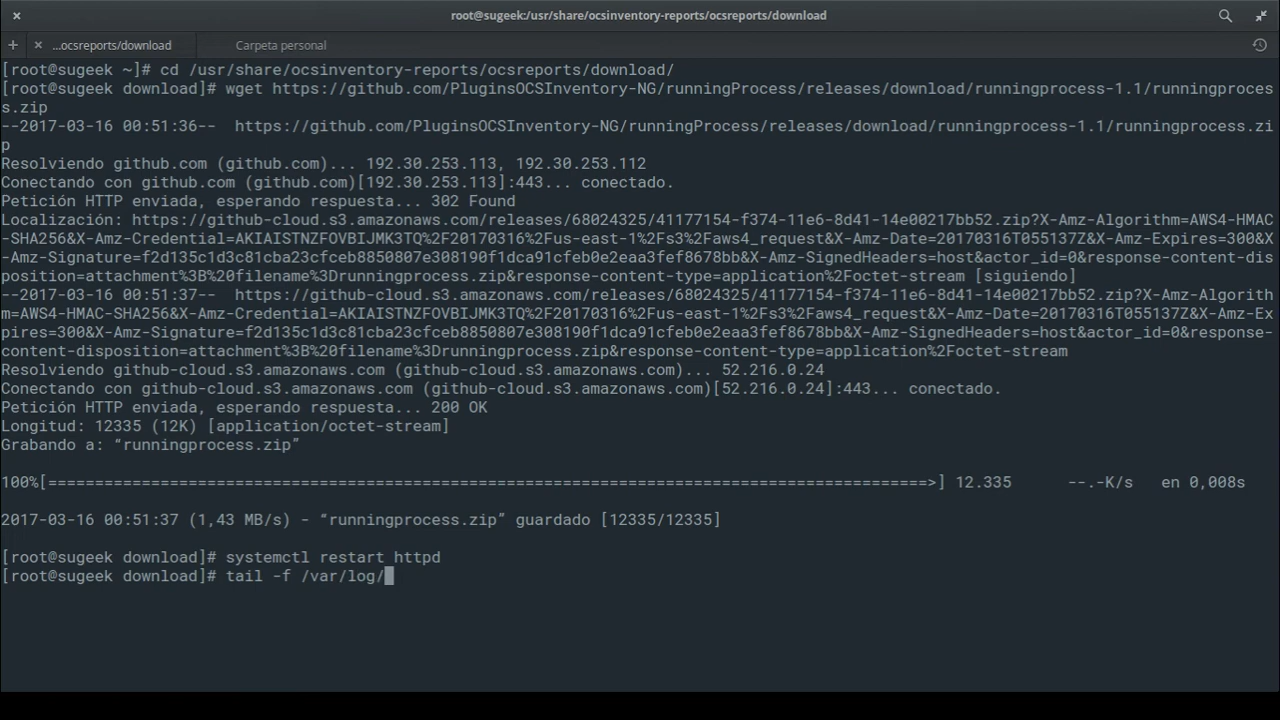 root@sugeek:/usr/share/ocsinventory-reports/ocsreports/download
...ocsreports/download
Carpeta personal
[root@sugeek ~]# cd /usr/share/ocsinventory-reports/ocsreports/download/
[root@sugeek download]# wget https://github.com/PluginsOCSInventory-NG/runningProcess/releases/download/runningprocess-1.1/runningproces
s.zip
--2017-03-16 00:51:36--  https://github.com/PluginsOCSInventory-NG/runningProcess/releases/download/runningprocess-1.1/runningprocess.zi
p
Resolviendo github.com (github.com)... 192.30.253.113, 192.30.253.112
Conectando con github.com (github.com)[192.30.253.113]:443... conectado.
Petición HTTP enviada, esperando respuesta... 302 Found
Localización: https://github-cloud.s3.amazonaws.com/releases/68024325/41177154-f374-11e6-8d41-14e00217bb52.zip?X-Amz-Algorithm=AWS4-HMAC
-SHA256&X-Amz-Credential=AKIAISTNZFOVBIJMK3TQ%2F20170316%2Fus-east-1%2Fs3%2Faws4_request&X-Amz-Date=20170316T055137Z&X-Amz-Expires=300&X
-Amz-Signature=f2d135c1d3c81cba23cfceb8850807e308190f1dca91cfeb0e2eaa3fef8678bb&X-Amz-SignedHeaders=host&actor_id=0&response-content-dis
position=attachment%3B%20filename%3Drunningprocess.zip&response-content-type=application%2Foctet-stream [siguiendo]
--2017-03-16 00:51:37--  https://github-cloud.s3.amazonaws.com/releases/68024325/41177154-f374-11e6-8d41-14e00217bb52.zip?X-Amz-Algorith
m=AWS4-HMAC-SHA256&X-Amz-Credential=AKIAISTNZFOVBIJMK3TQ%2F20170316%2Fus-east-1%2Fs3%2Faws4_request&X-Amz-Date=20170316T055137Z&X-Amz-Ex
pires=300&X-Amz-Signature=f2d135c1d3c81cba23cfceb8850807e308190f1dca91cfeb0e2eaa3fef8678bb&X-Amz-SignedHeaders=host&actor_id=0&response-
content-disposition=attachment%3B%20filename%3Drunningprocess.zip&response-content-type=application%2Foctet-stream
Resolviendo github-cloud.s3.amazonaws.com (github-cloud.s3.amazonaws.com)... 52.216.0.24
Conectando con github-cloud.s3.amazonaws.com (github-cloud.s3.amazonaws.com)[52.216.0.24]:443... conectado.
Petición HTTP enviada, esperando respuesta... 200 OK
Longitud: 12335 (12K) [application/octet-stream]
Grabando a: “runningprocess.zip”
100%[==============================================================================================>] 12.335      --.-K/s   en 0,008s
2017-03-16 00:51:37 (1,43 MB/s) - “runningprocess.zip” guardado [12335/12335]
[root@sugeek download]# systemctl restart httpd
[root@sugeek download]# tail -f /var/log/